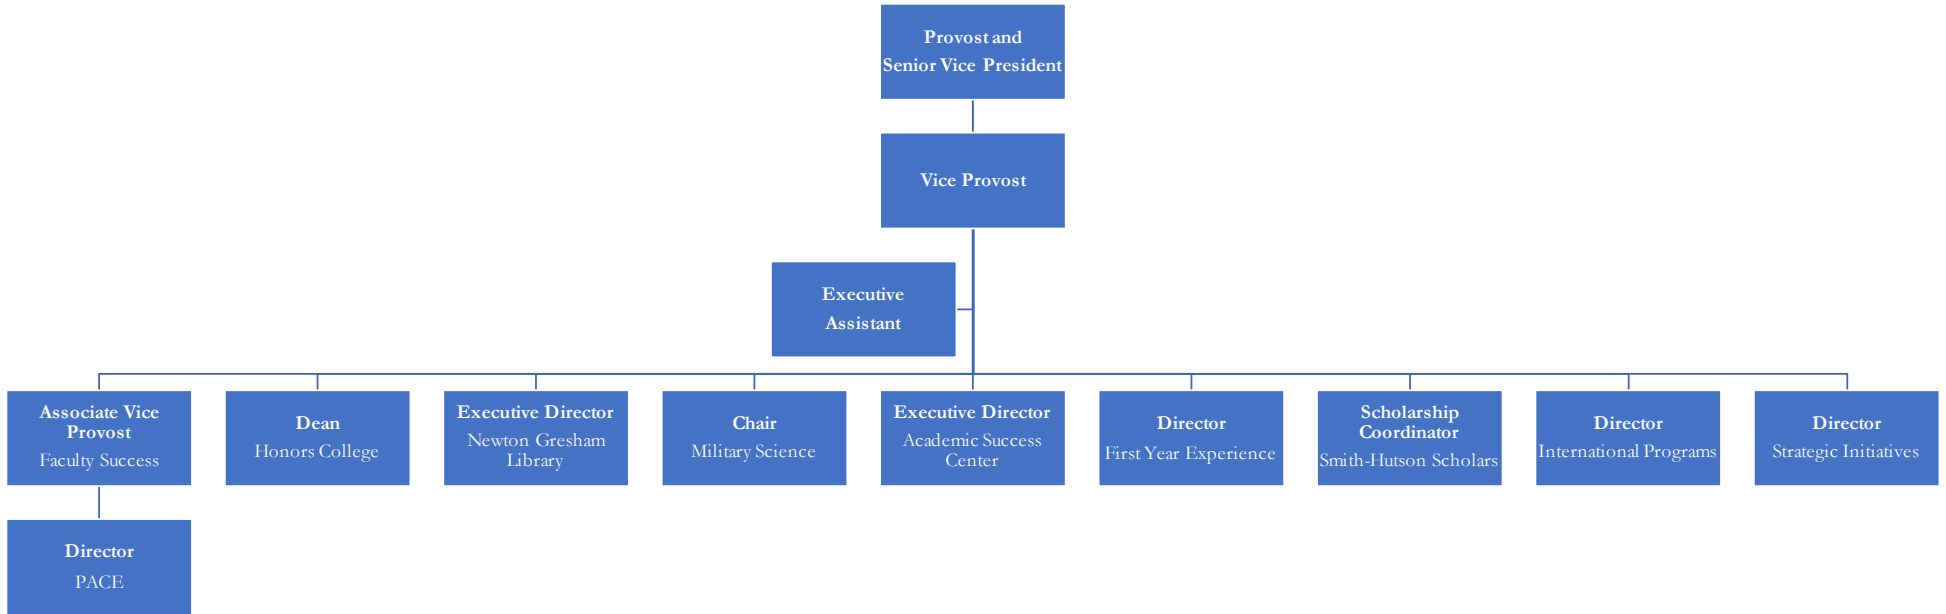 Provost and
Senior Vice President
Vice Provost
Executive
Assistant
Associate Vice
Provost
Faculty Success
Dean
Honors College
Executive Director
Newton Gresham
Library
Chair
Military Science
Executive Director
Academic Success
Center
Director
First Year Experience
Scholarship
Coordinator
Smith-Hutson Scholars
Director
International Programs
Director
Strategic Initiatives
Director
PACE